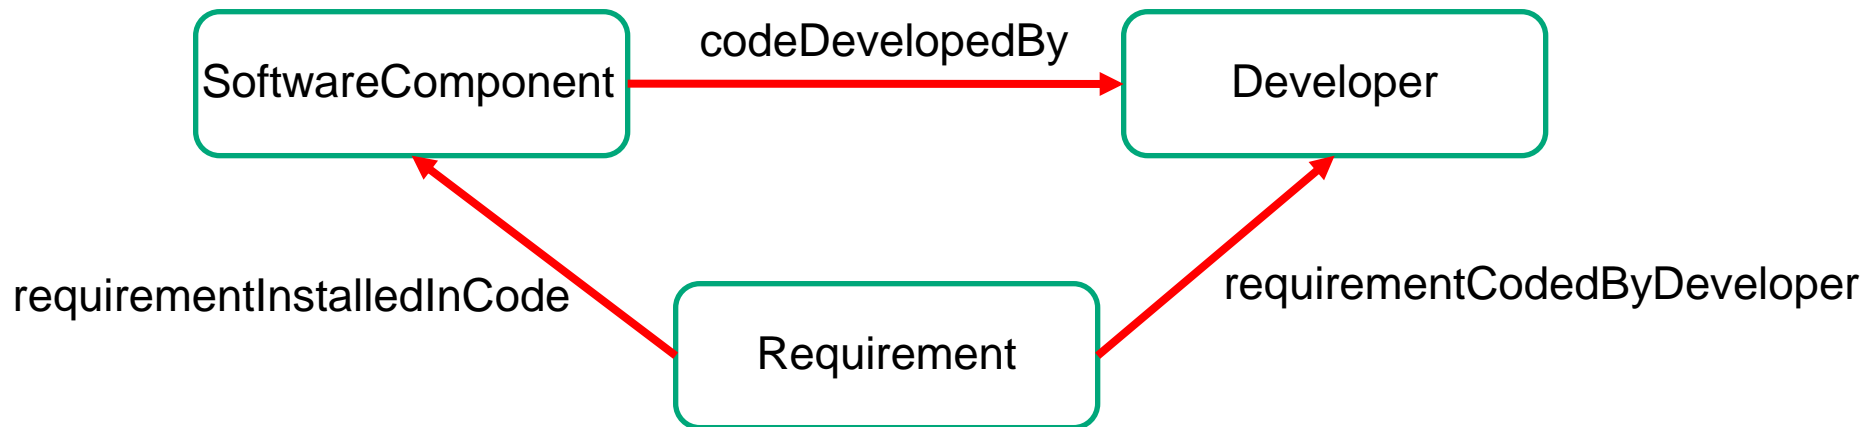 codeDevelopedBy
SoftwareComponent
Developer
requirementInstalledInCode
requirementCodedByDeveloper
Requirement